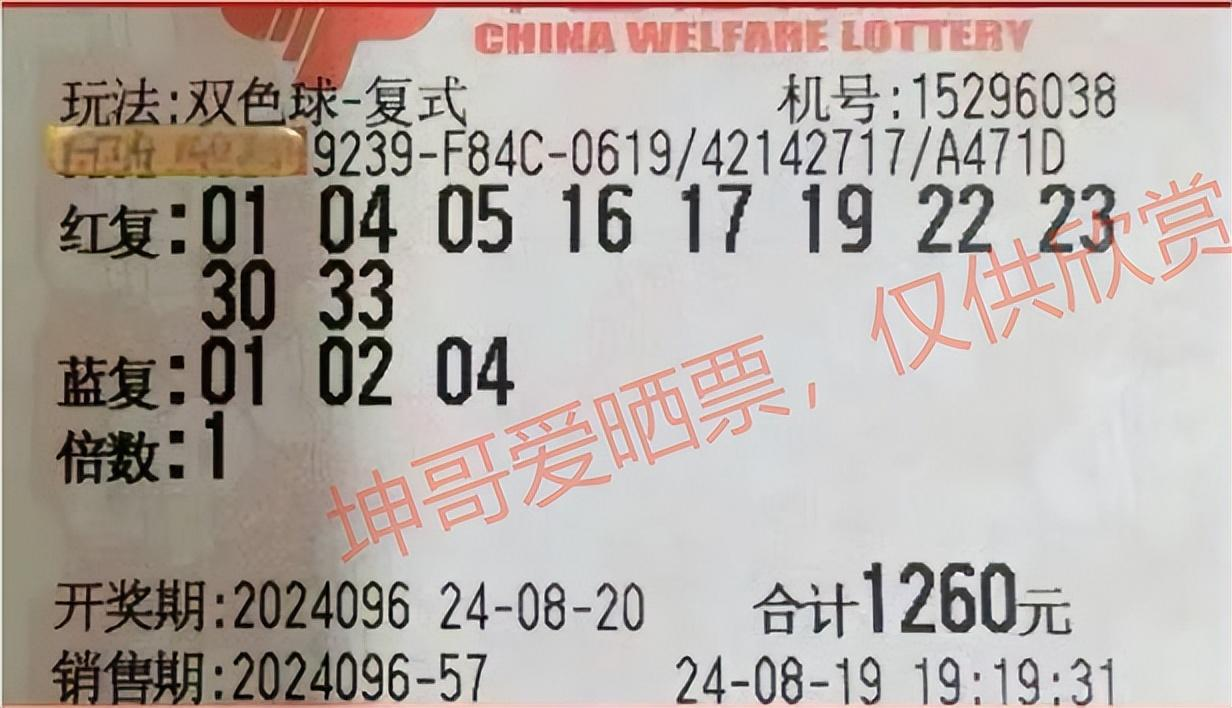 CHINA WELFARE LOTTERY
玩法:双色球-复式 机号:15296038
9239-F84C-0619/42142717/A471D
红复:01 04 05 16 17 19 22 23
30 33
蓝复:01 02 04
倍数:1
坤哥爱晒票，仅供欣赏
开奖期:2024096 24-08-20 合计1260元
销售期:2024096-57 24-08-19 19:19:31